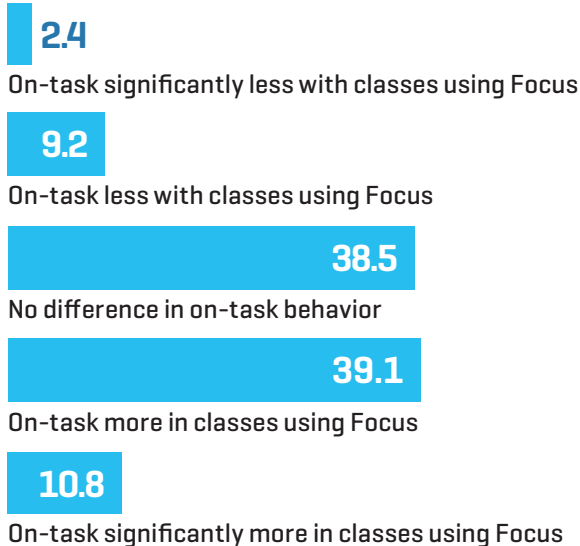 2.4
On-task significantly less with classes using Focus
9.2
On-task less with classes using Focus
38.5
No difference in on-task behavior
39.1
On-task more in classes using Focus
10.8
On-task significantly more in classes using Focus